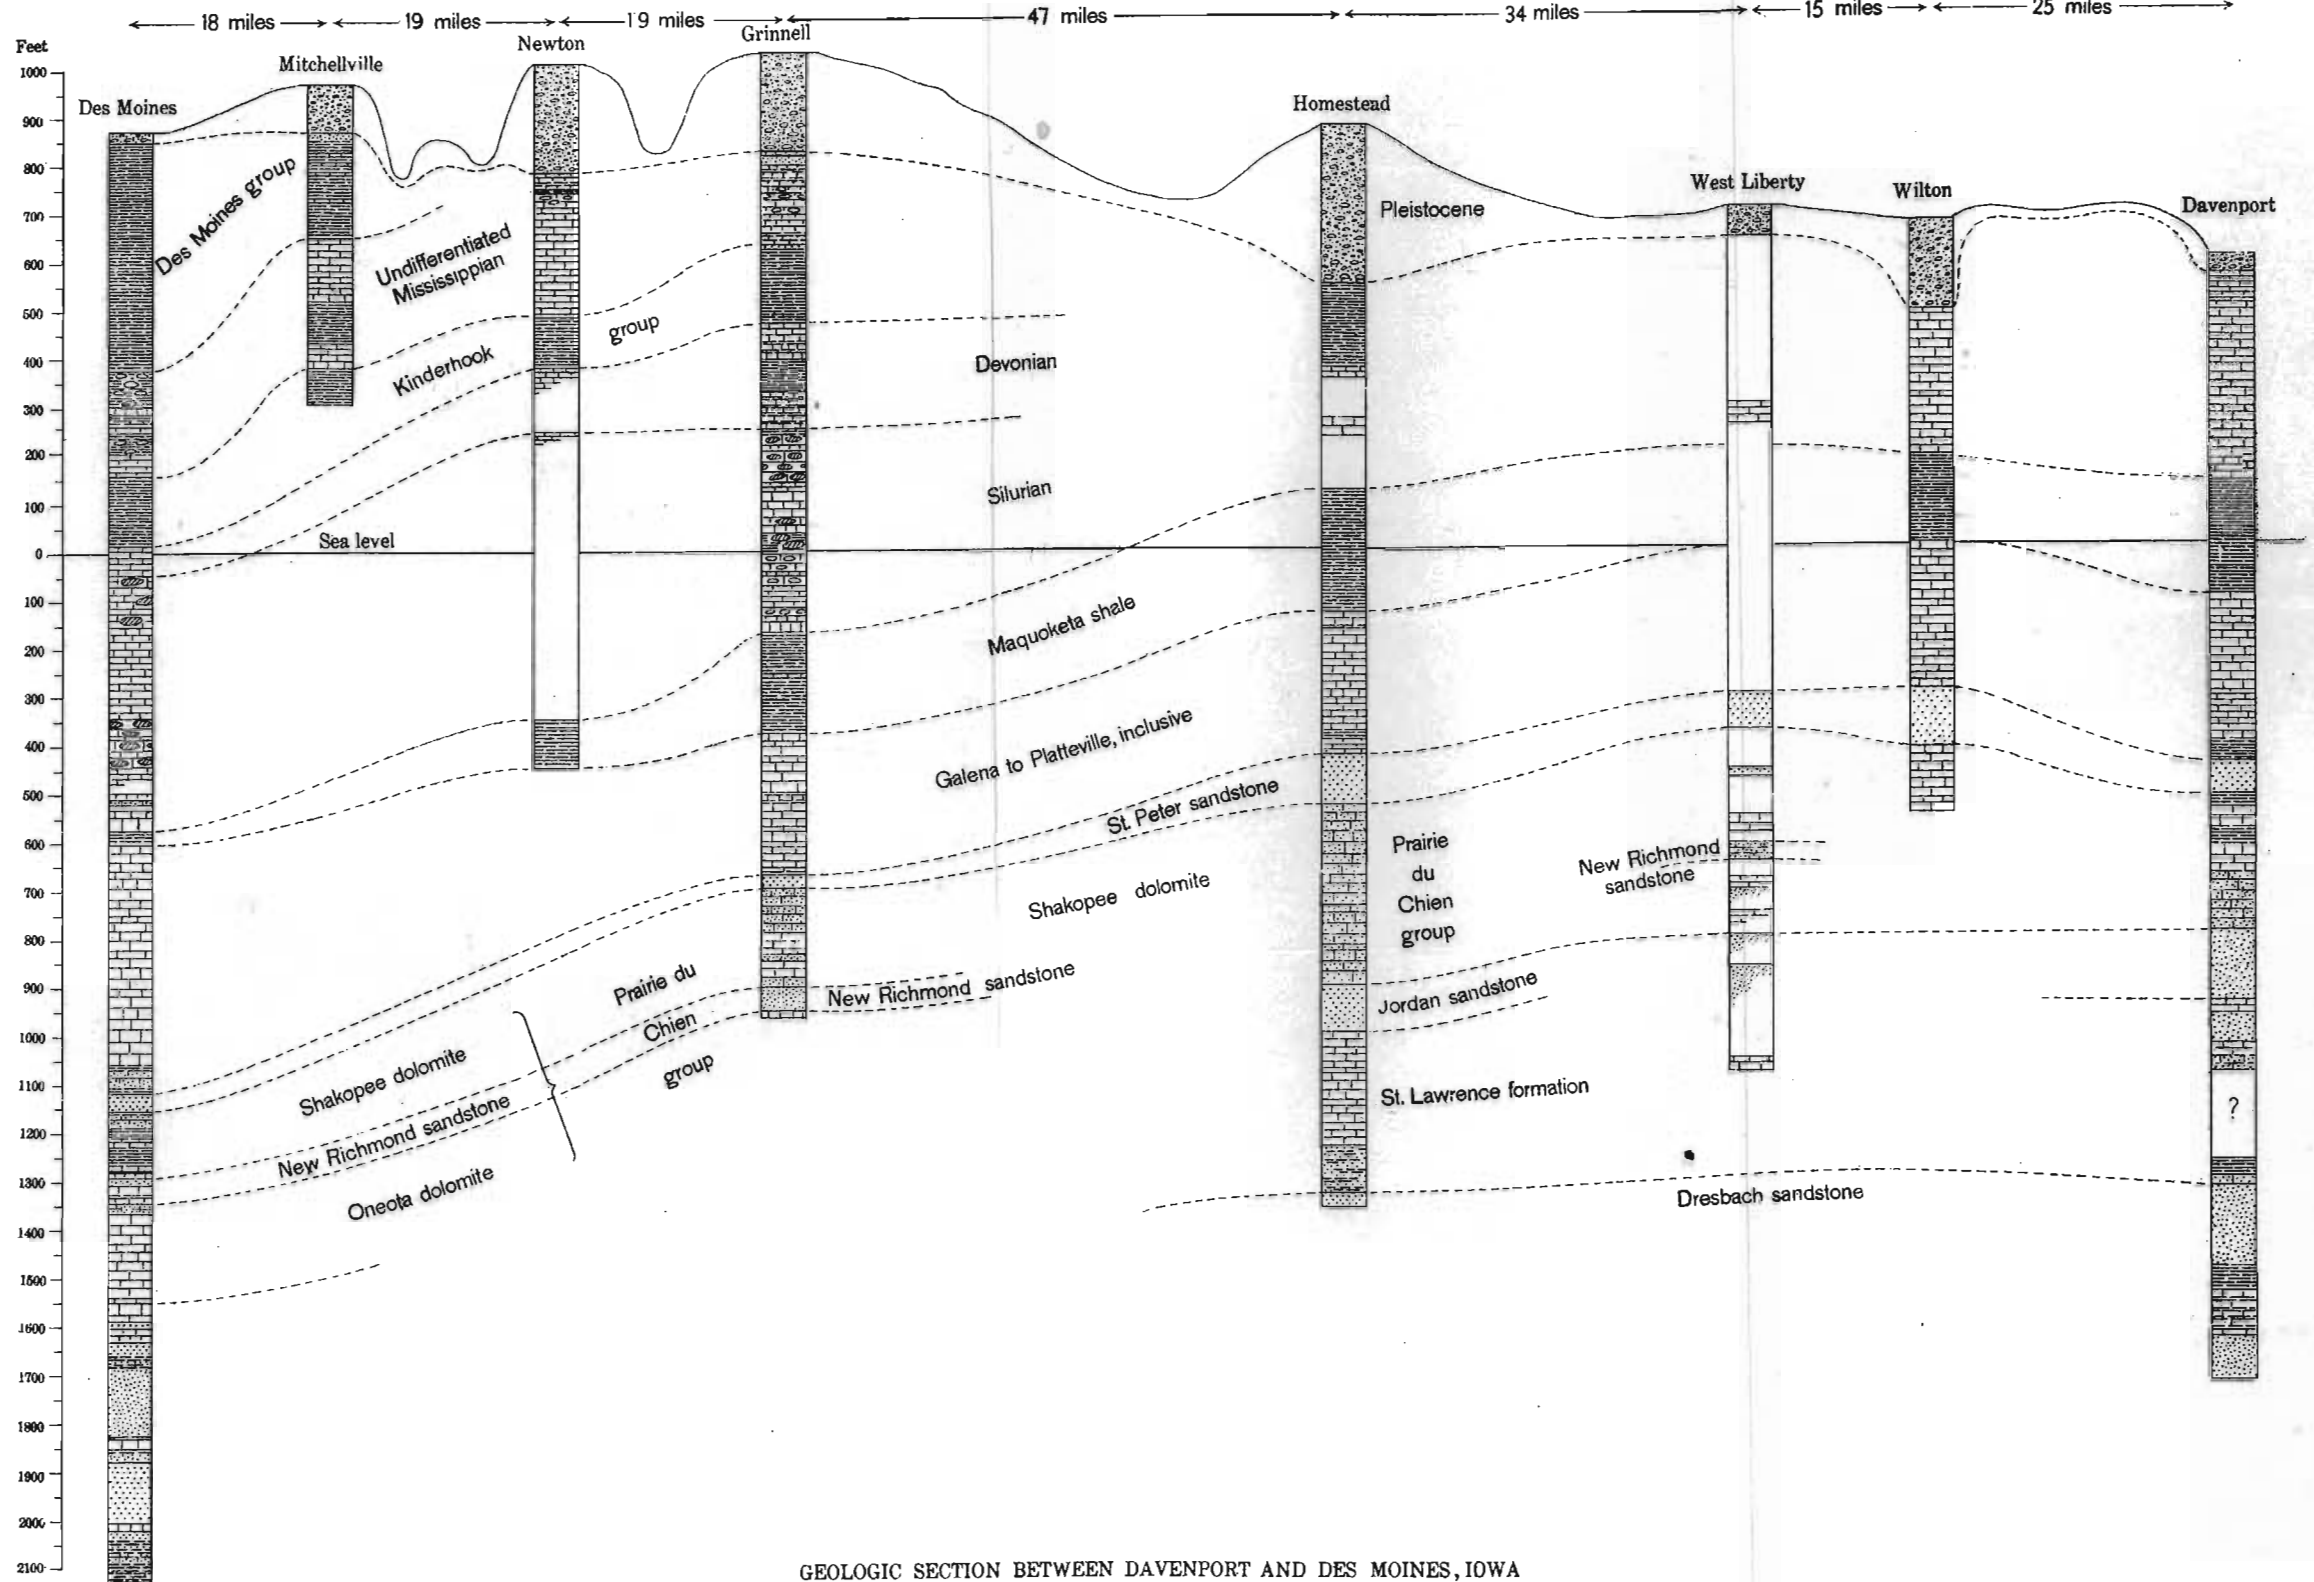 18 miles 19 miles 19 miles 47 miles 34 miles 15 miles 25 miles
Feet
Des Moines
Mitchellville
Newton
Grinnell
Homestead
West Liberty
Wilton
Davenport
1000
900
800
700
600
500
400
300
200
100
0
100
200
300
400
500
600
700
800
900
1000
1100
1200
1300
1400
1500
1600
1700
1800
1900
2000
2100
Des Moines group
Undifferentiated
Mississippian
Kinderhook group
Pleistocene
Devonian
Silurian
Sea level
Maquoketa shale
Galena to Platteville, inclusive
St. Peter sandstone
Shakopee dolomite
Prairie
du
Chien
group
New Richmond
sandstone
Prairie du
Chien
group
New Richmond sandstone
Jordan sandstone
Shakopee dolomite
New Richmond sandstone
Oneota dolomite
St. Lawrence formation
?
Dresbach sandstone
GEOLOGIC SECTION BETWEEN DAVENPORT AND DES MOINES, IOWA